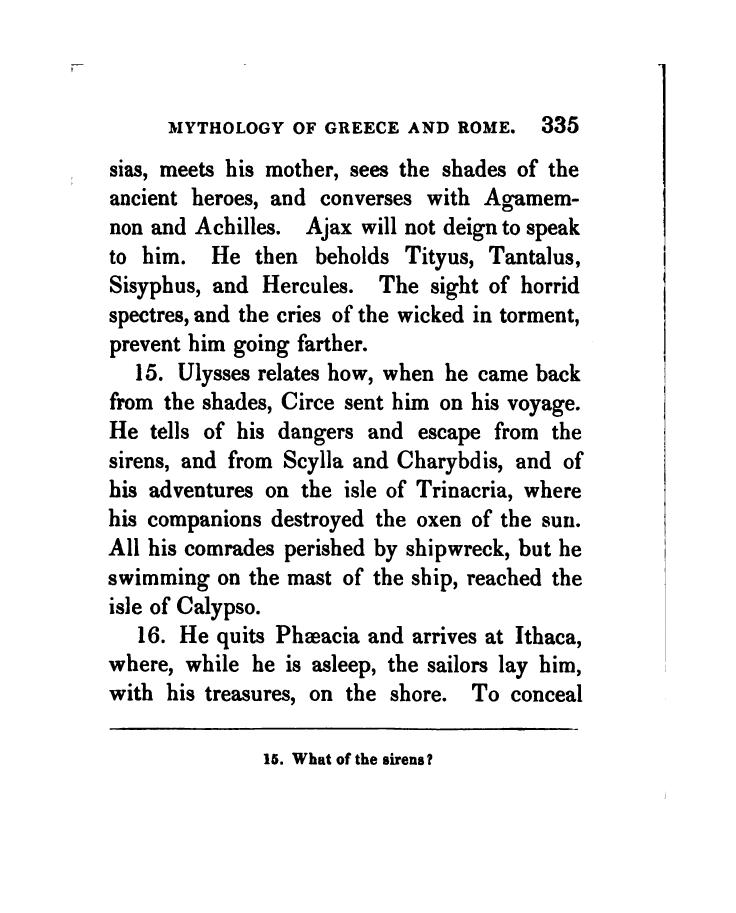 MYTHOLOGY OF GREECE AND ROME. 335
sias, meets his mother, sees the shades of the
ancient heroes, and converses with Agamem-
non and Achilles. Ajax will not deign to speak
to him. He then beholds Tityus, Tantalus,
Sisyphus, and Hercules. The sight of horrid
spectres, and the cries of the wicked in torment,
prevent him going farther.
15. Ulysses relates how, when he came back
from the shades, Circe sent him on his voyage.
He tells of his dangers and escape from the
sirens, and from Scylla and Charybdis, and of
his adventures on the isle of Trinacria, where
his companions destroyed the oxen of the sun.
All his comrades perished by shipwreck, but he
swimming on the mast of the ship, reached the
isle of Calypso.
16. He quits Phæacia and arrives at Ithaca,
where, while he is asleep, the sailors lay him,
with his treasures, on the shore. To conceal
15. What of the sirens?